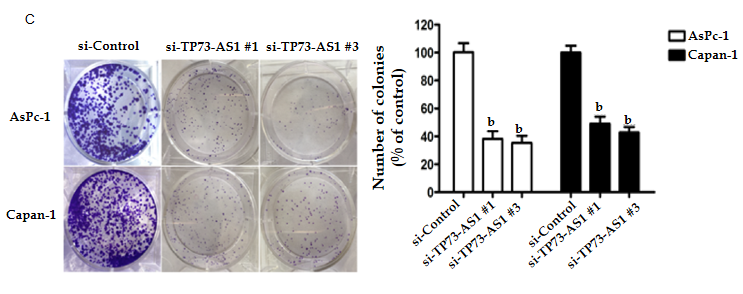 C
si-Control si-TP73-AS1 #1 si-TP73-AS1 #3
AsPc-1
Capan-1
Number of colonies
(% of control)
120
100
80
60
40
20
0
b
b
b
b
si-Control
si-TP73-AS1 #1
si-TP73-AS1 #3
si-Control
si-TP73-AS1 #1
si-TP73-AS1 #3
AsPc-1
Capan-1